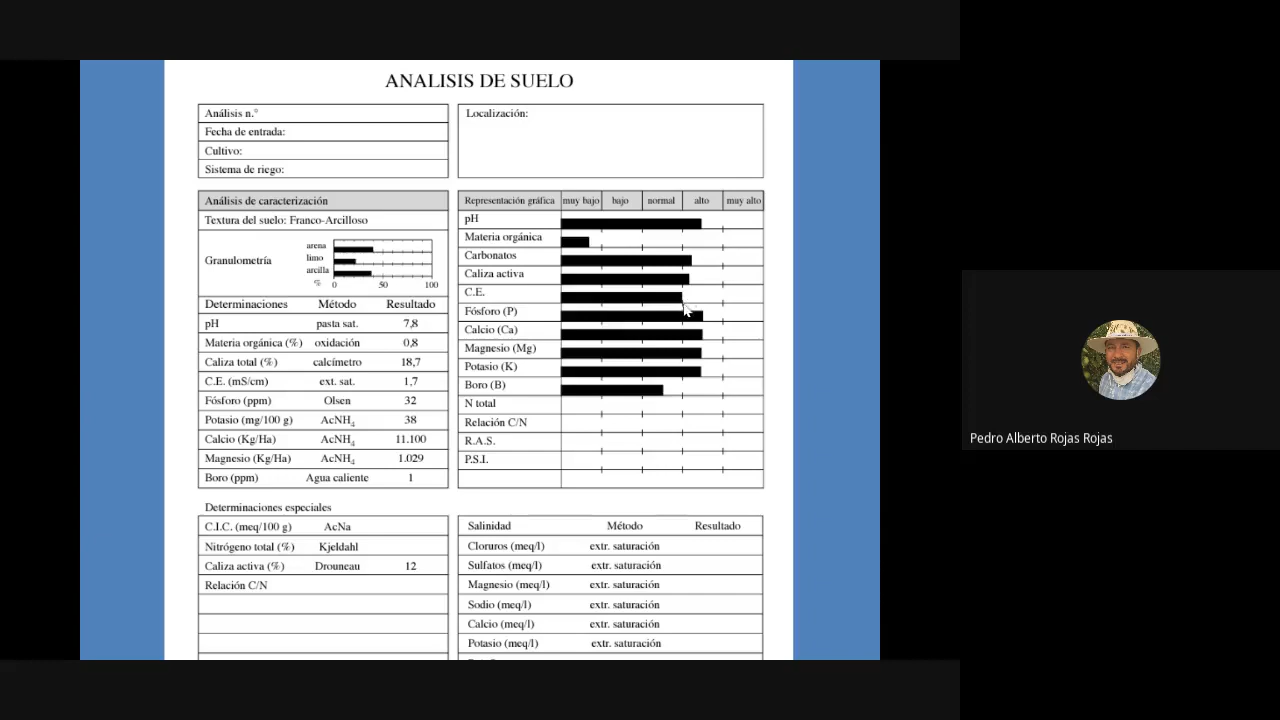 ANALISIS DE SUELO
Análisis n.º
Fecha de entrada:
Cultivo:
Sistema de riego:
Localización:
Análisis de caracterización
Textura del suelo: Franco-Arcilloso
Granulometría
arena
limo
arcilla
% 0 50 100
Determinaciones Método Resultado
pH pasta sat. 7,8
Materia orgánica (%) oxidación 0,8
Caliza total (%) calcímetro 18,7
C.E. (mS/cm) ext. sat. 1,7
Fósforo (ppm) Olsen 32
Potasio (mg/100 g) AcNH4 38
Calcio (Kg/Ha) AcNH4 11.100
Magnesio (Kg/Ha) AcNH4 1.029
Boro (ppm) Agua caliente 1
Representación gráfica muy bajo bajo normal alto muy alto
pH
Materia orgánica
Carbonatos
Caliza activa
C.E.
Fósforo (P)
Calcio (Ca)
Magnesio (Mg)
Potasio (K)
Boro (B)
N total
Relación C/N
R.A.S.
P.S.I.
Determinaciones especiales
C.I.C. (meq/100 g) AcNa
Nitrógeno total (%) Kjeldahl
Caliza activa (%) Drouneau 12
Relación C/N
Salinidad Método Resultado
Cloruros (meq/l) extr. saturación
Sulfatos (meq/l) extr. saturación
Magnesio (meq/l) extr. saturación
Sodio (meq/l) extr. saturación
Calcio (meq/l) extr. saturación
Potasio (meq/l) extr. saturación
Pedro Alberto Rojas Rojas